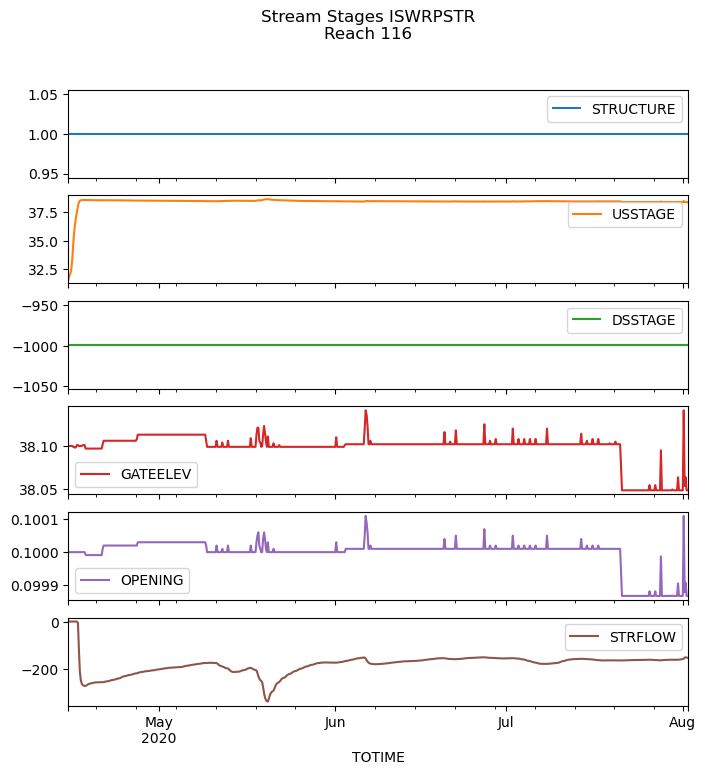 Stream Stages ISWRPSTR
Reach 116
1.05
STRUCTURE
1.00
0.95
37.5
USSTAGE
35.0
32.5
−950
DSSTAGE
−1000
−1050
38.10
GATEELEV
38.05
0.1001
0.1000
OPENING
0.0999
0
STRFLOW
−200
May
2020
Jun
Jul
Aug
TOTIME